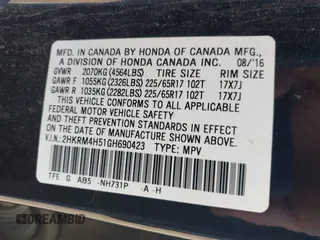 MFD. IN CANADA BY HONDA OF CANADA MFG.,
A DIVISION OF HONDA CANADA INC. 08/'16
GVWR 2070KG (4564LBS) TIRE SIZE RIM SIZE
GAWR F 1055KG (2326LBS) 225/65R17 102T 17X7J
GAWR R 1035KG (2282LBS) 225/65R17 102T 17X7J
THIS VEHICLE CONFORMS TO ALL APPLICABLE
FEDERAL MOTOR VEHICLE SAFETY STANDARDS IN
EFFECT ON THE DATE OF MANUFACTURE SHOWN ABOVE.
V.I.N.: 2HKRM4H51GH690423 TYPE: MPV
TFE G AB5 -NH731P -A -H
DREAMBID